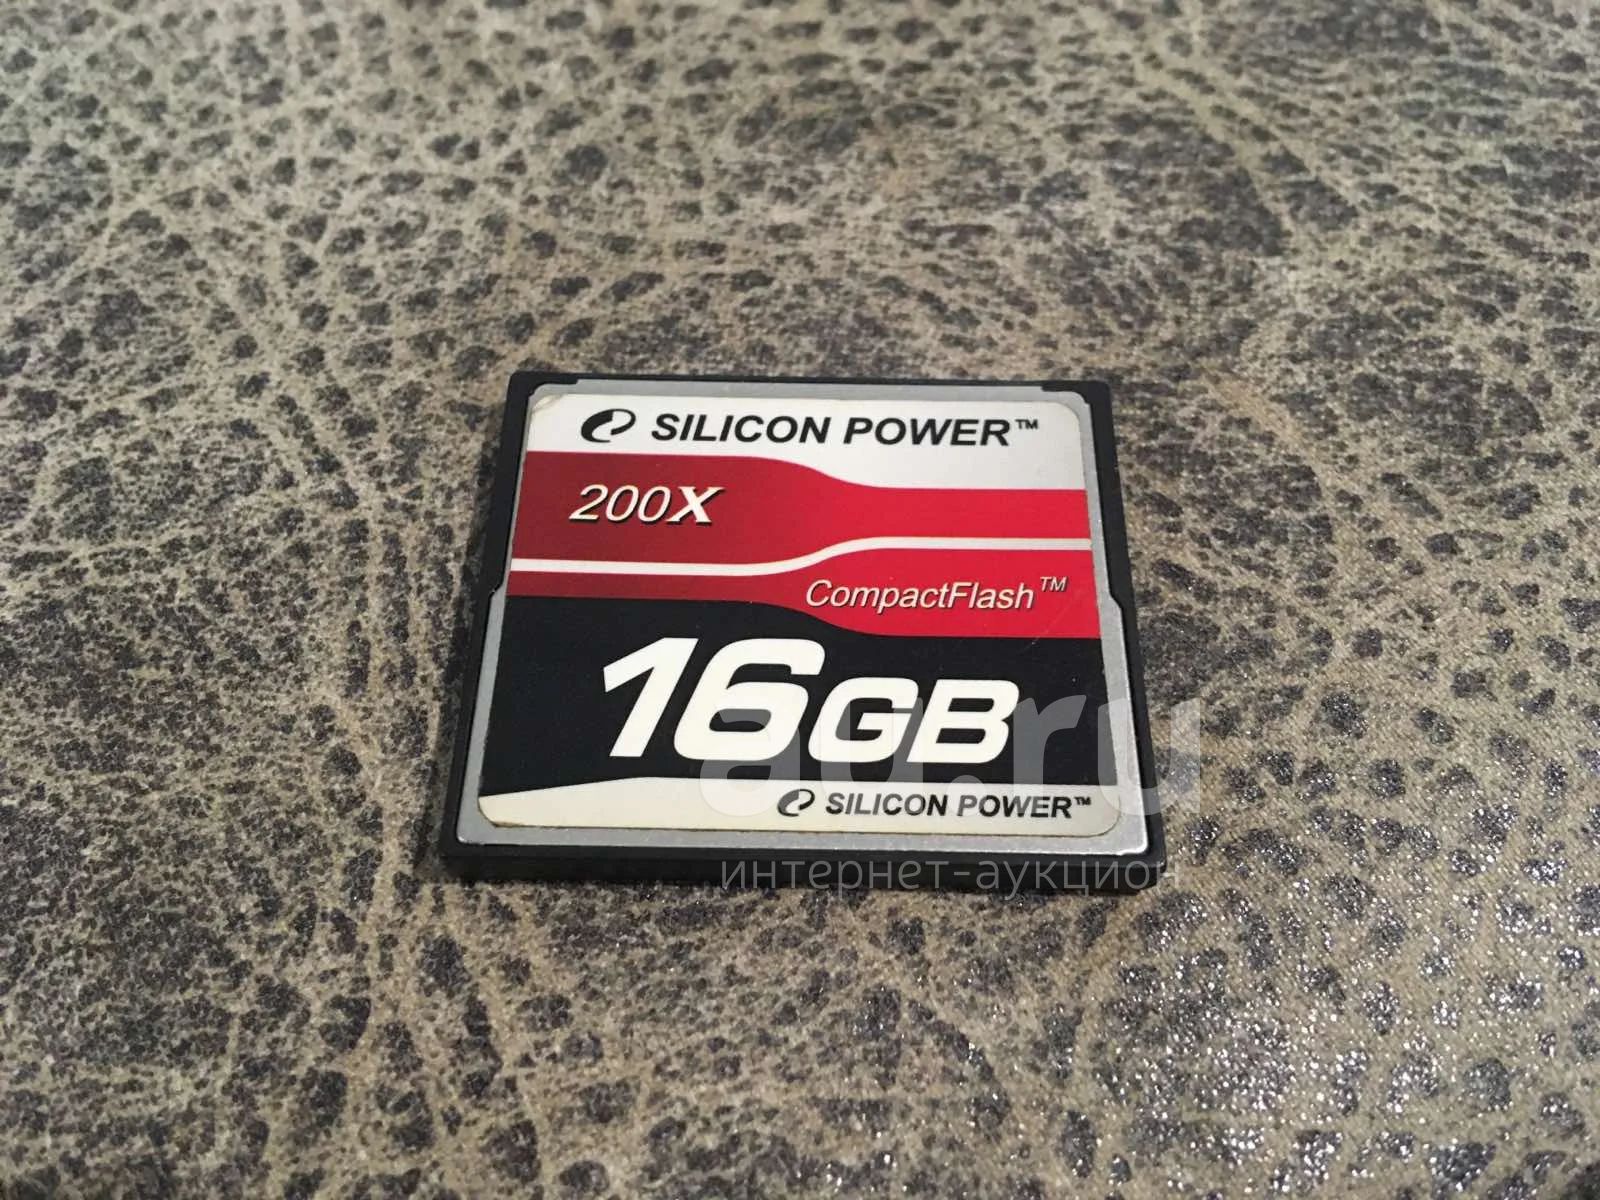 SILICON POWER™
200X
CompactFlash™
16GB
au.ru
SILICON POWER™
интернет-аукцион